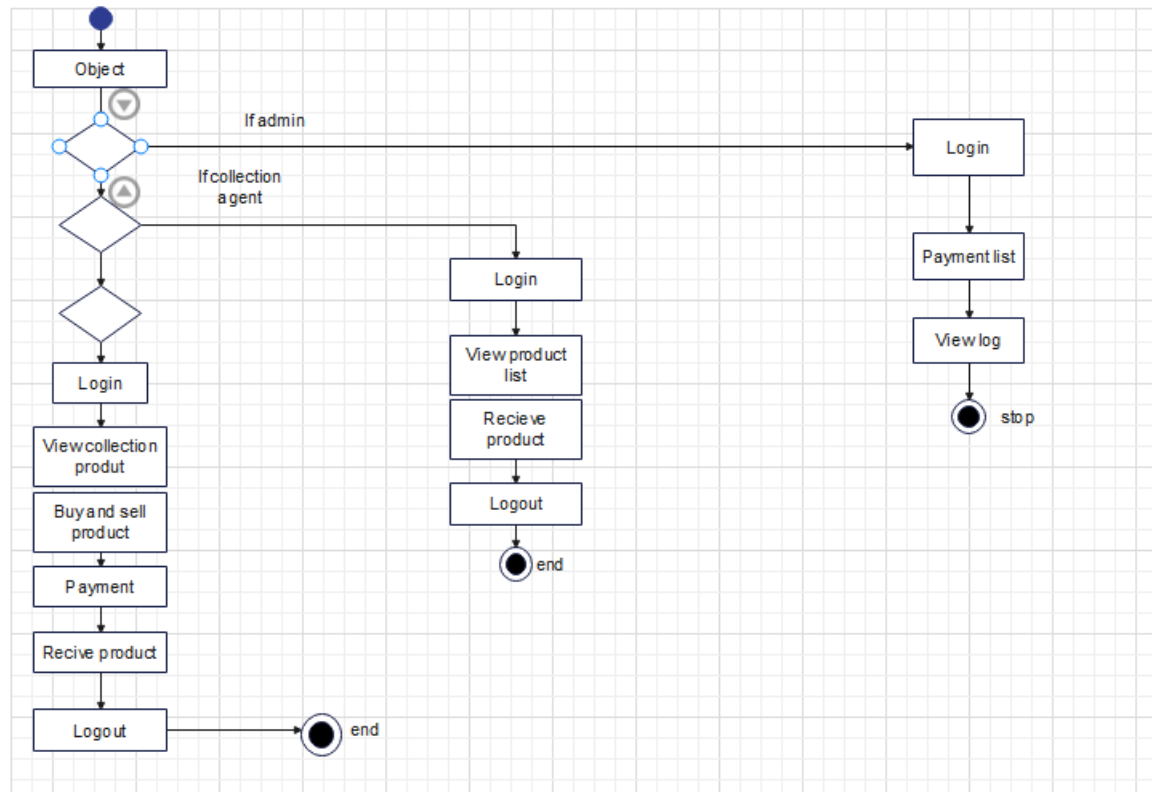 Object
If admin
Login
If collection
agent
Payment list
Login
View log
View product
list
Login
stop
Recieve
product
View collection
produt
Logout
Buy and sell
product
end
Payment
Recive product
Logout
end